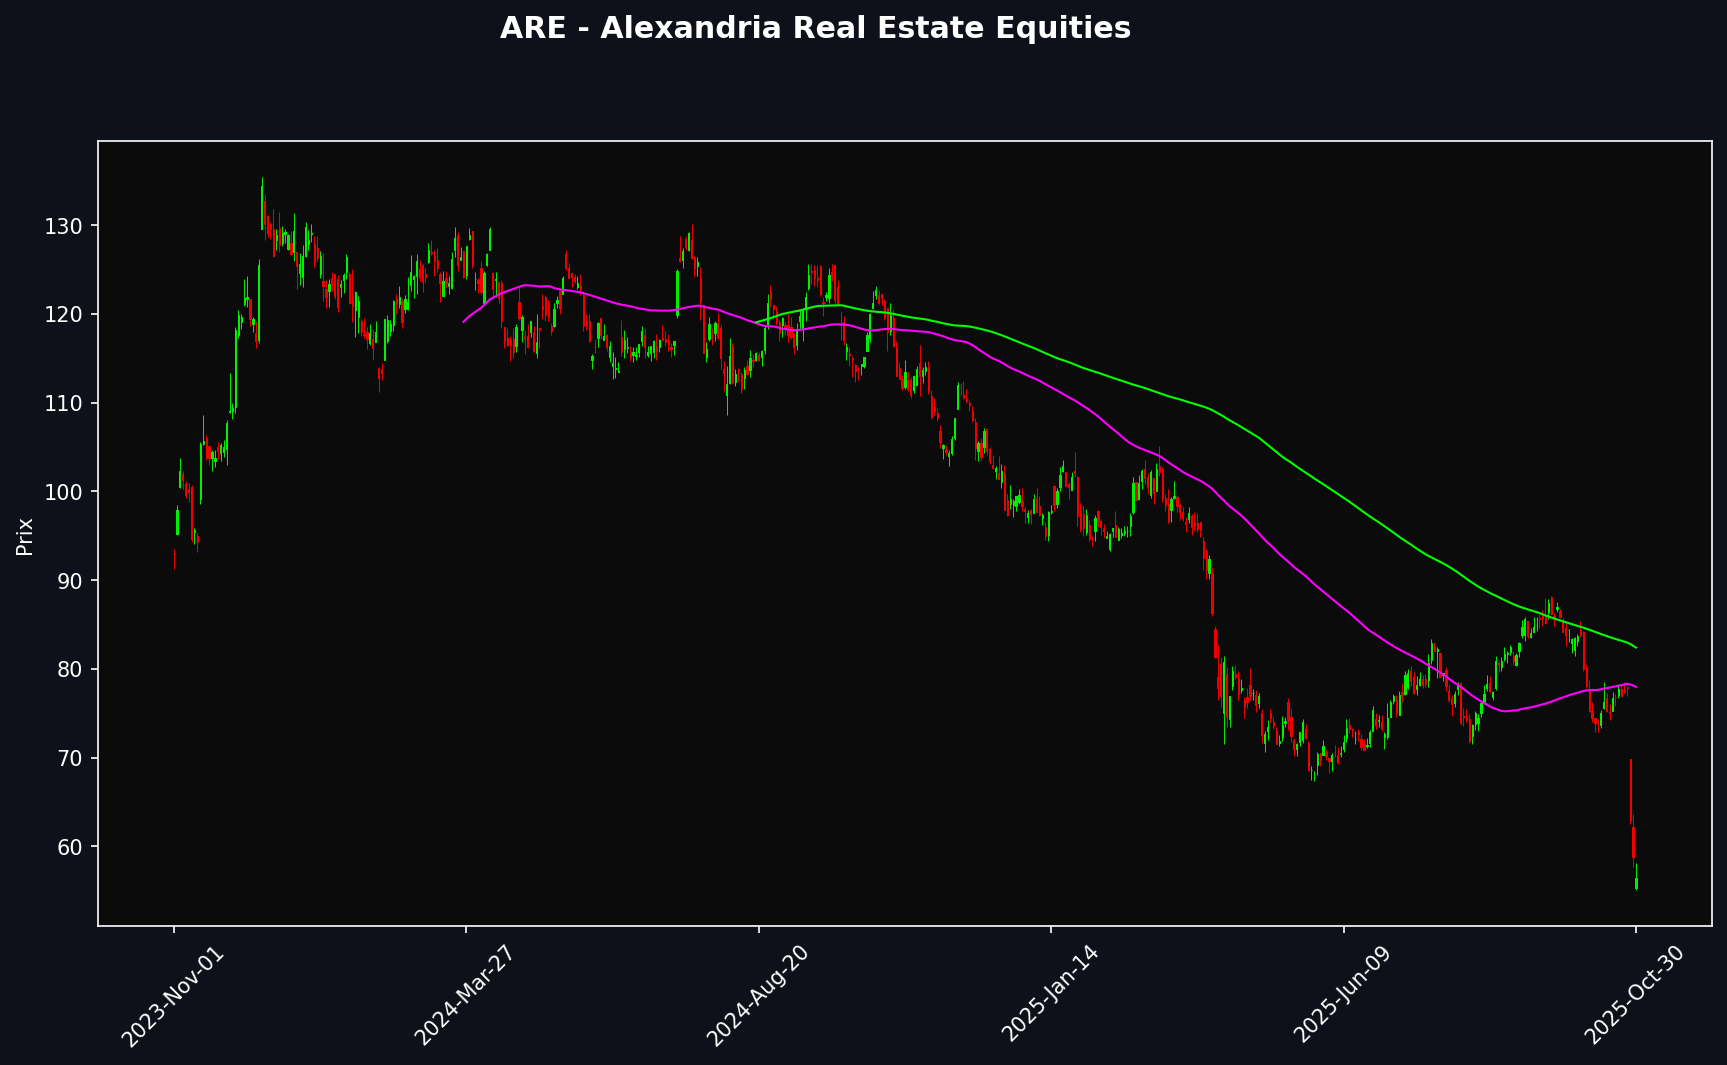 ARE - Alexandria Real Estate Equities
Prix
130
120
110
100
90
80
70
60
2023-Nov-01
2024-Mar-27
2024-Aug-20
2025-Jan-14
2025-Jun-09
2025-Oct-30